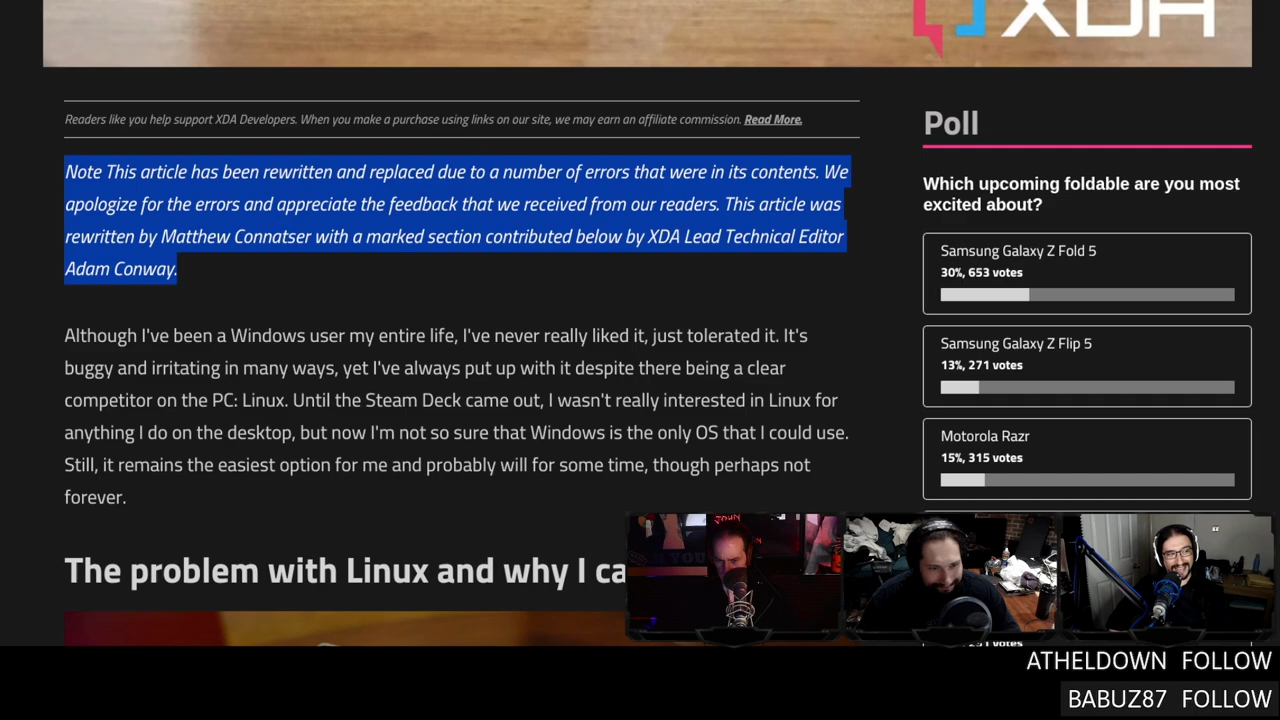 XDA
Readers like you help support XDA Developers. When you make a purchase using links on our site, we may earn an affiliate commission. Read More.
Note This article has been rewritten and replaced due to a number of errors that were in its contents. We
apologize for the errors and appreciate the feedback that we received from our readers. This article was
rewritten by Matthew Connatser with a marked section contributed below by XDA Lead Technical Editor
Adam Conway.
Although I've been a Windows user my entire life, I've never really liked it, just tolerated it. It's
buggy and irritating in many ways, yet I've always put up with it despite there being a clear
competitor on the PC: Linux. Until the Steam Deck came out, I wasn't really interested in Linux for
anything I do on the desktop, but now I'm not so sure that Windows is the only OS that I could use.
Still, it remains the easiest option for me and probably will for some time, though perhaps not
forever.
The problem with Linux and why I ca
Poll
Which upcoming foldable are you most
excited about?
Samsung Galaxy Z Fold 5
30%, 653 votes
Samsung Galaxy Z Flip 5
13%, 271 votes
Motorola Razr
15%, 315 votes
ATHELDOWN FOLLOW
BABUZ87 FOLLOW